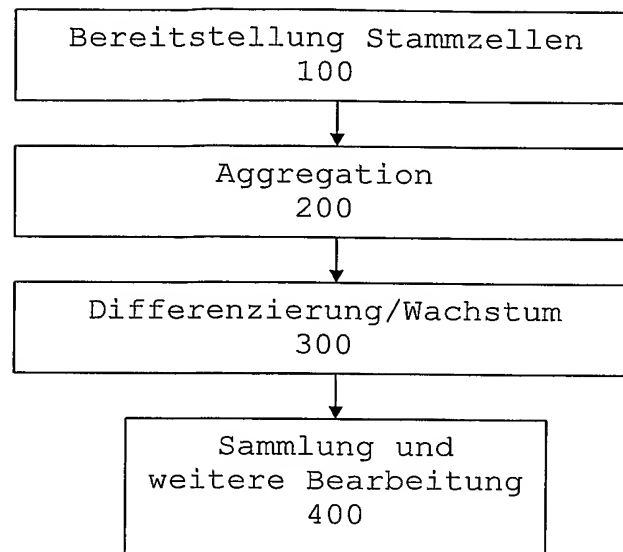 Bereitstellung Stammzellen
100
Aggregation
200
Differenzierung/Wachstum
300
Sammlung und
weitere Bearbeitung
400